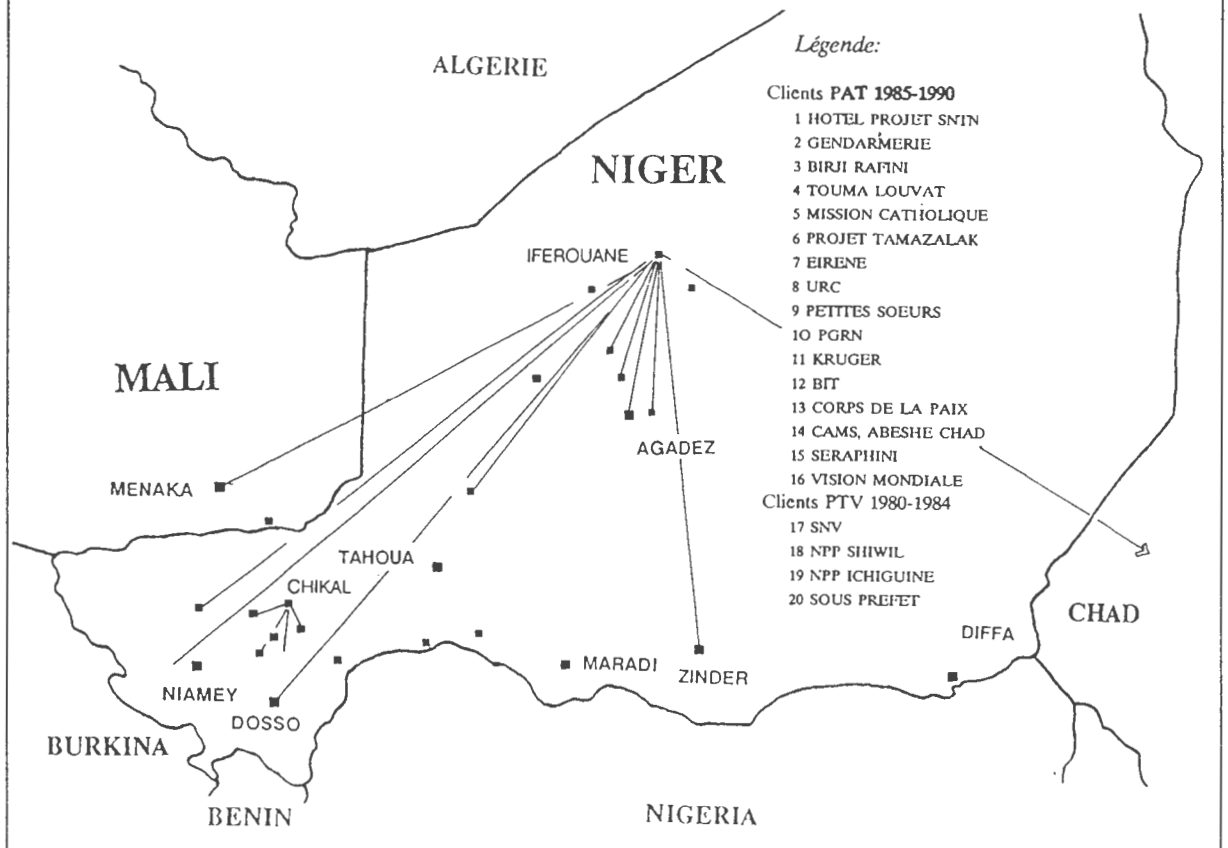 Légende:
ALGERIE
Clients PAT 1985-1990
1 HOTEL PROJET SNTN
2 GENDARMERIE
NIGER
3 BIRJI RAFINI
4 TOUMA LOUVAT
5 MISSION CATHOLIQUE
6 PROJET TAMAZALAK
IFEROUANE
7 EIRENE
8 URC
9 PETITES SOEURS
10 PGRN
11 KRUGER
MALI
12 BIT
13 CORPS DE LA PAIX
14 CAMS, ABESHE CHAD
AGADEZ
15 SERAPHINI
16 VISION MONDIALE
MENAKA
Clients PTV 1980-1984
17 SNV
18 NPP SHIWIL
TAHOUA
19 NPP ICHIGUINE
CHIKAL
20 SOUS PREFET
CHAD
DIFFA
MARADI
ZINDER
NIAMEY
DOSSO
BURKINA
BENIN
NIGERIA